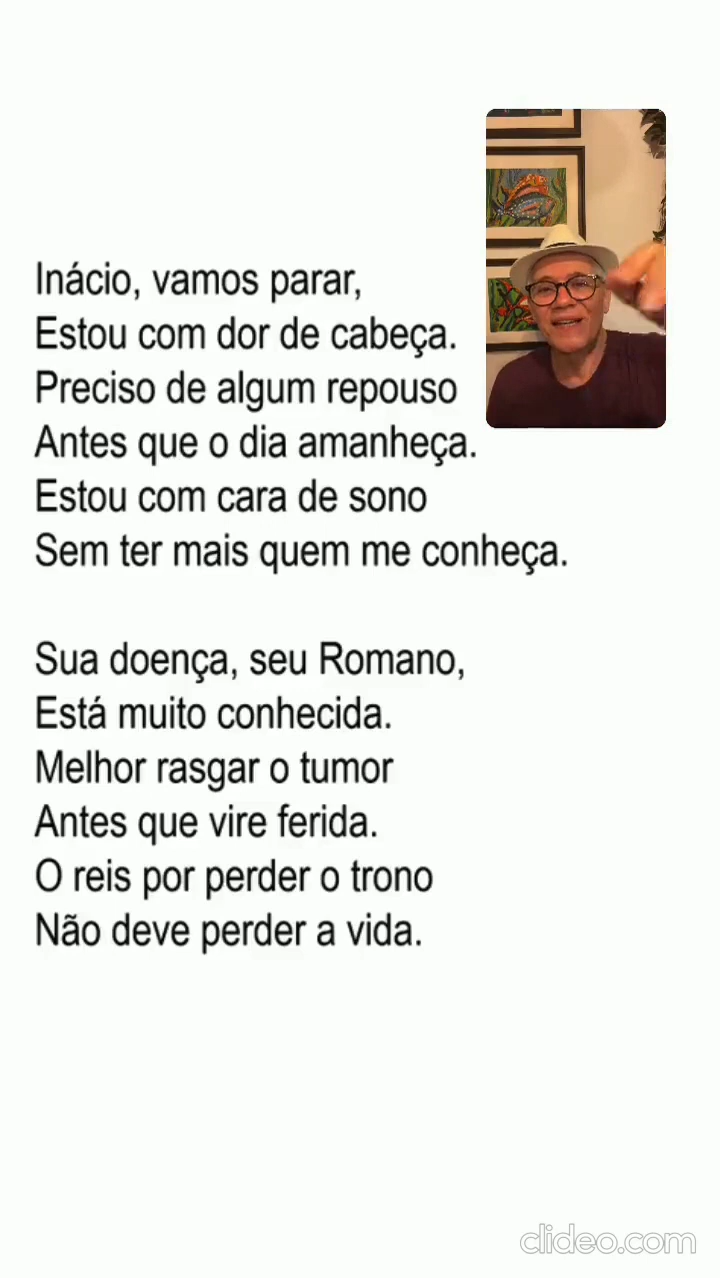 Inácio, vamos parar,
Estou com dor de cabeça.
Preciso de algum repouso
Antes que o dia amanheça.
Estou com cara de sono
Sem ter mais quem me conheça.
Sua doença, seu Romano,
Está muito conhecida.
Melhor rasgar o tumor
Antes que vire ferida.
O reis por perder o trono
Não deve perder a vida.
clideo.com